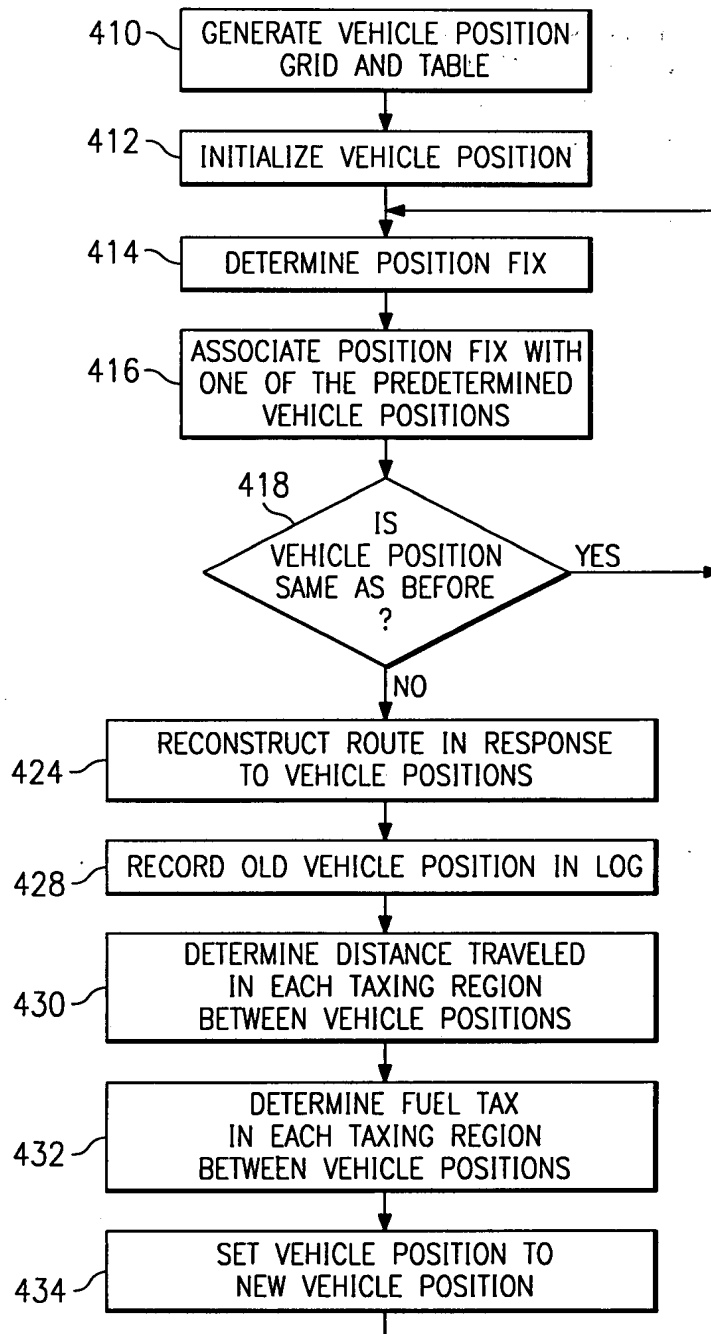 410
GENERATE VEHICLE POSITION
GRID AND TABLE
412
INITIALIZE VEHICLE POSITION
414
DETERMINE POSITION FIX
416
ASSOCIATE POSITION FIX WITH
ONE OF THE PREDETERMINED
VEHICLE POSITIONS
418
IS
VEHICLE POSITION
SAME AS BEFORE
?
YES
NO
424
RECONSTRUCT ROUTE IN RESPONSE
TO VEHICLE POSITIONS
428
RECORD OLD VEHICLE POSITION IN LOG
430
DETERMINE DISTANCE TRAVELED
IN EACH TAXING REGION
BETWEEN VEHICLE POSITIONS
432
DETERMINE FUEL TAX
IN EACH TAXING REGION
BETWEEN VEHICLE POSITIONS
434
SET VEHICLE POSITION TO
NEW VEHICLE POSITION